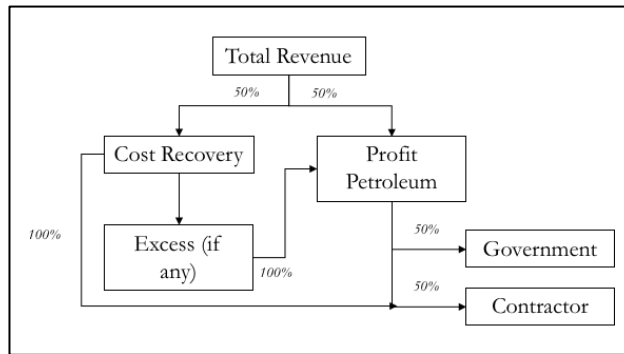 Total Revenue
50%
50%
Cost Recovery
Profit
Petroleum
100%
Excess (if
any)
100%
50%
Government
50%
Contractor